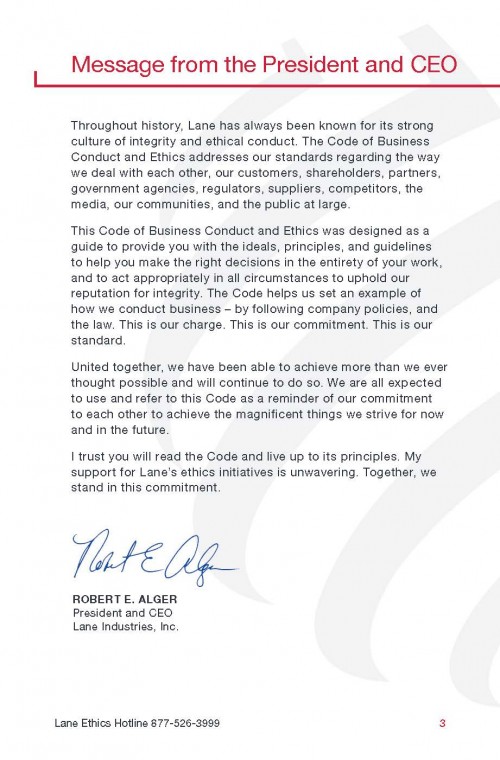 Message from the President and CEO
Throughout history, Lane has always been known for its strong
culture of integrity and ethical conduct. The Code of Business
Conduct and Ethics addresses our standards regarding the way
we deal with each other, our customers, shareholders, partners,
government agencies, regulators, suppliers, competitors, the
media, our communities, and the public at large.
This Code of Business Conduct and Ethics was designed as a
guide to provide you with the ideals, principles, and guidelines
to help you make the right decisions in the entirety of your work,
and to act appropriately in all circumstances to uphold our
reputation for integrity. The Code helps us set an example of
how we conduct business – by following company policies, and
the law. This is our charge. This is our commitment. This is our
standard.
United together, we have been able to achieve more than we ever
thought possible and will continue to do so. We are all expected
to use and refer to this Code as a reminder of our commitment
to each other to achieve the magnificent things we strive for now
and in the future.
I trust you will read the Code and live up to its principles. My
support for Lane's ethics initiatives is unwavering. Together, we
stand in this commitment.
Robert E Alger
ROBERT E. ALGER
President and CEO
Lane Industries, Inc.
Lane Ethics Hotline 877-526-3999 3